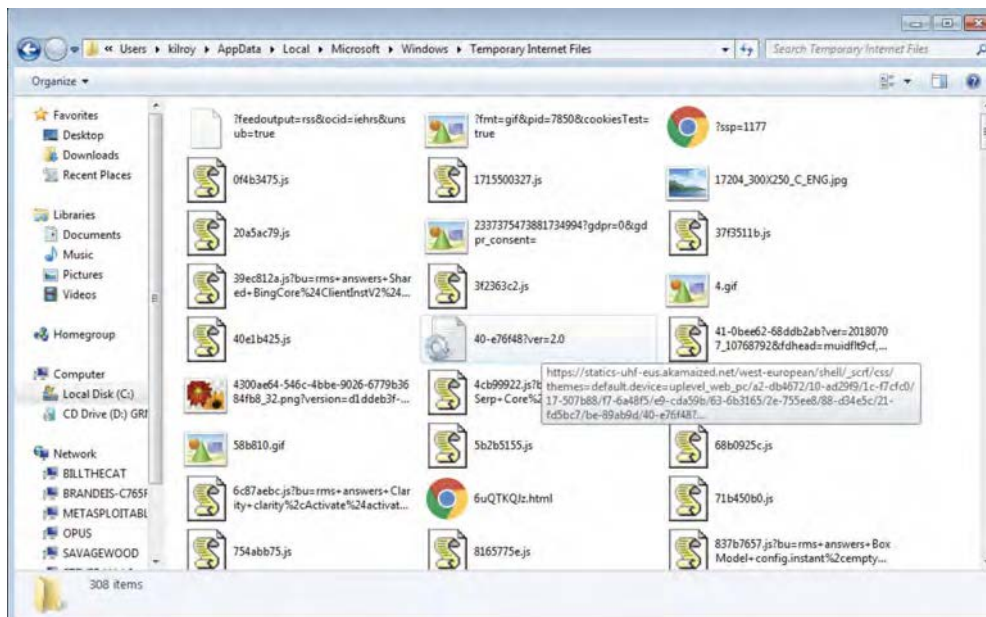 « Users ▸ kilroy ▸ AppData ▸ Local ▸ Microsoft ▸ Windows ▸ Temporary Internet Files
Search Temporary Internet Files
Organize
Favorites
Desktop
Downloads
Recent Places
Libraries
Documents
Music
Pictures
Videos
Homegroup
Computer
Local Disk (C:)
CD Drive (D:) GRM
Network
BILLTHECAT
BRANDEIS-C765F
METASPLOITABL
OPUS
SAVAGEWOOD
?feedoutput=rss&ocid=iehrs&uns
ub=true
?fmt=gif&pid=7850&cookiesTest=
true
?ssp=1177
0f4b3475.js
1715500327.js
17204_300X250_C_ENG.jpg
20a5ac79.js
2337375473881734994?gdpr=0&gd
pr_consent=
37f3511b.js
39ec812a.js?bu=rms+answers+Shar
ed+BingCore%24ClientInstV2%24...
3f2363c2.js
4.gif
40e1b425.js
40-e76f48?ver=2.0
41-0bee62-68ddb2ab?ver=2018070
7_10768792&fdhead=muidflt9cf,...
https://statics-uhf-eus.akamaized.net/west-european/shell/_scrf/css/
themes=default.device=uplevel_web_pc/a2-db4672/10-ad29f9/1c-f7cfc0/
17-507b88/f7-6a48f5/e9-cda59b/63-6b3165/2e-755ee8/88-d34e5c/21-
fd5bc7/be-89ab9d/40-e76f48?...
4300ae64-546c-4bbe-9026-6779b36
84fb8_32.png?version=d1ddeb3f-...
4cb99922.js?b
Serp+Core%2
58b810.gif
5b2b5155.js
68b0925c.js
6c87aebc.js?bu=rms+answers+Clar
ity+clarity%2cActivate%24activat...
6uQTKQJz.html
71b450b0.js
754abb75.js
8165775e.js
837b7657.js?bu=rms+answers+Box
Model+config.instant%2cempty...
308 items